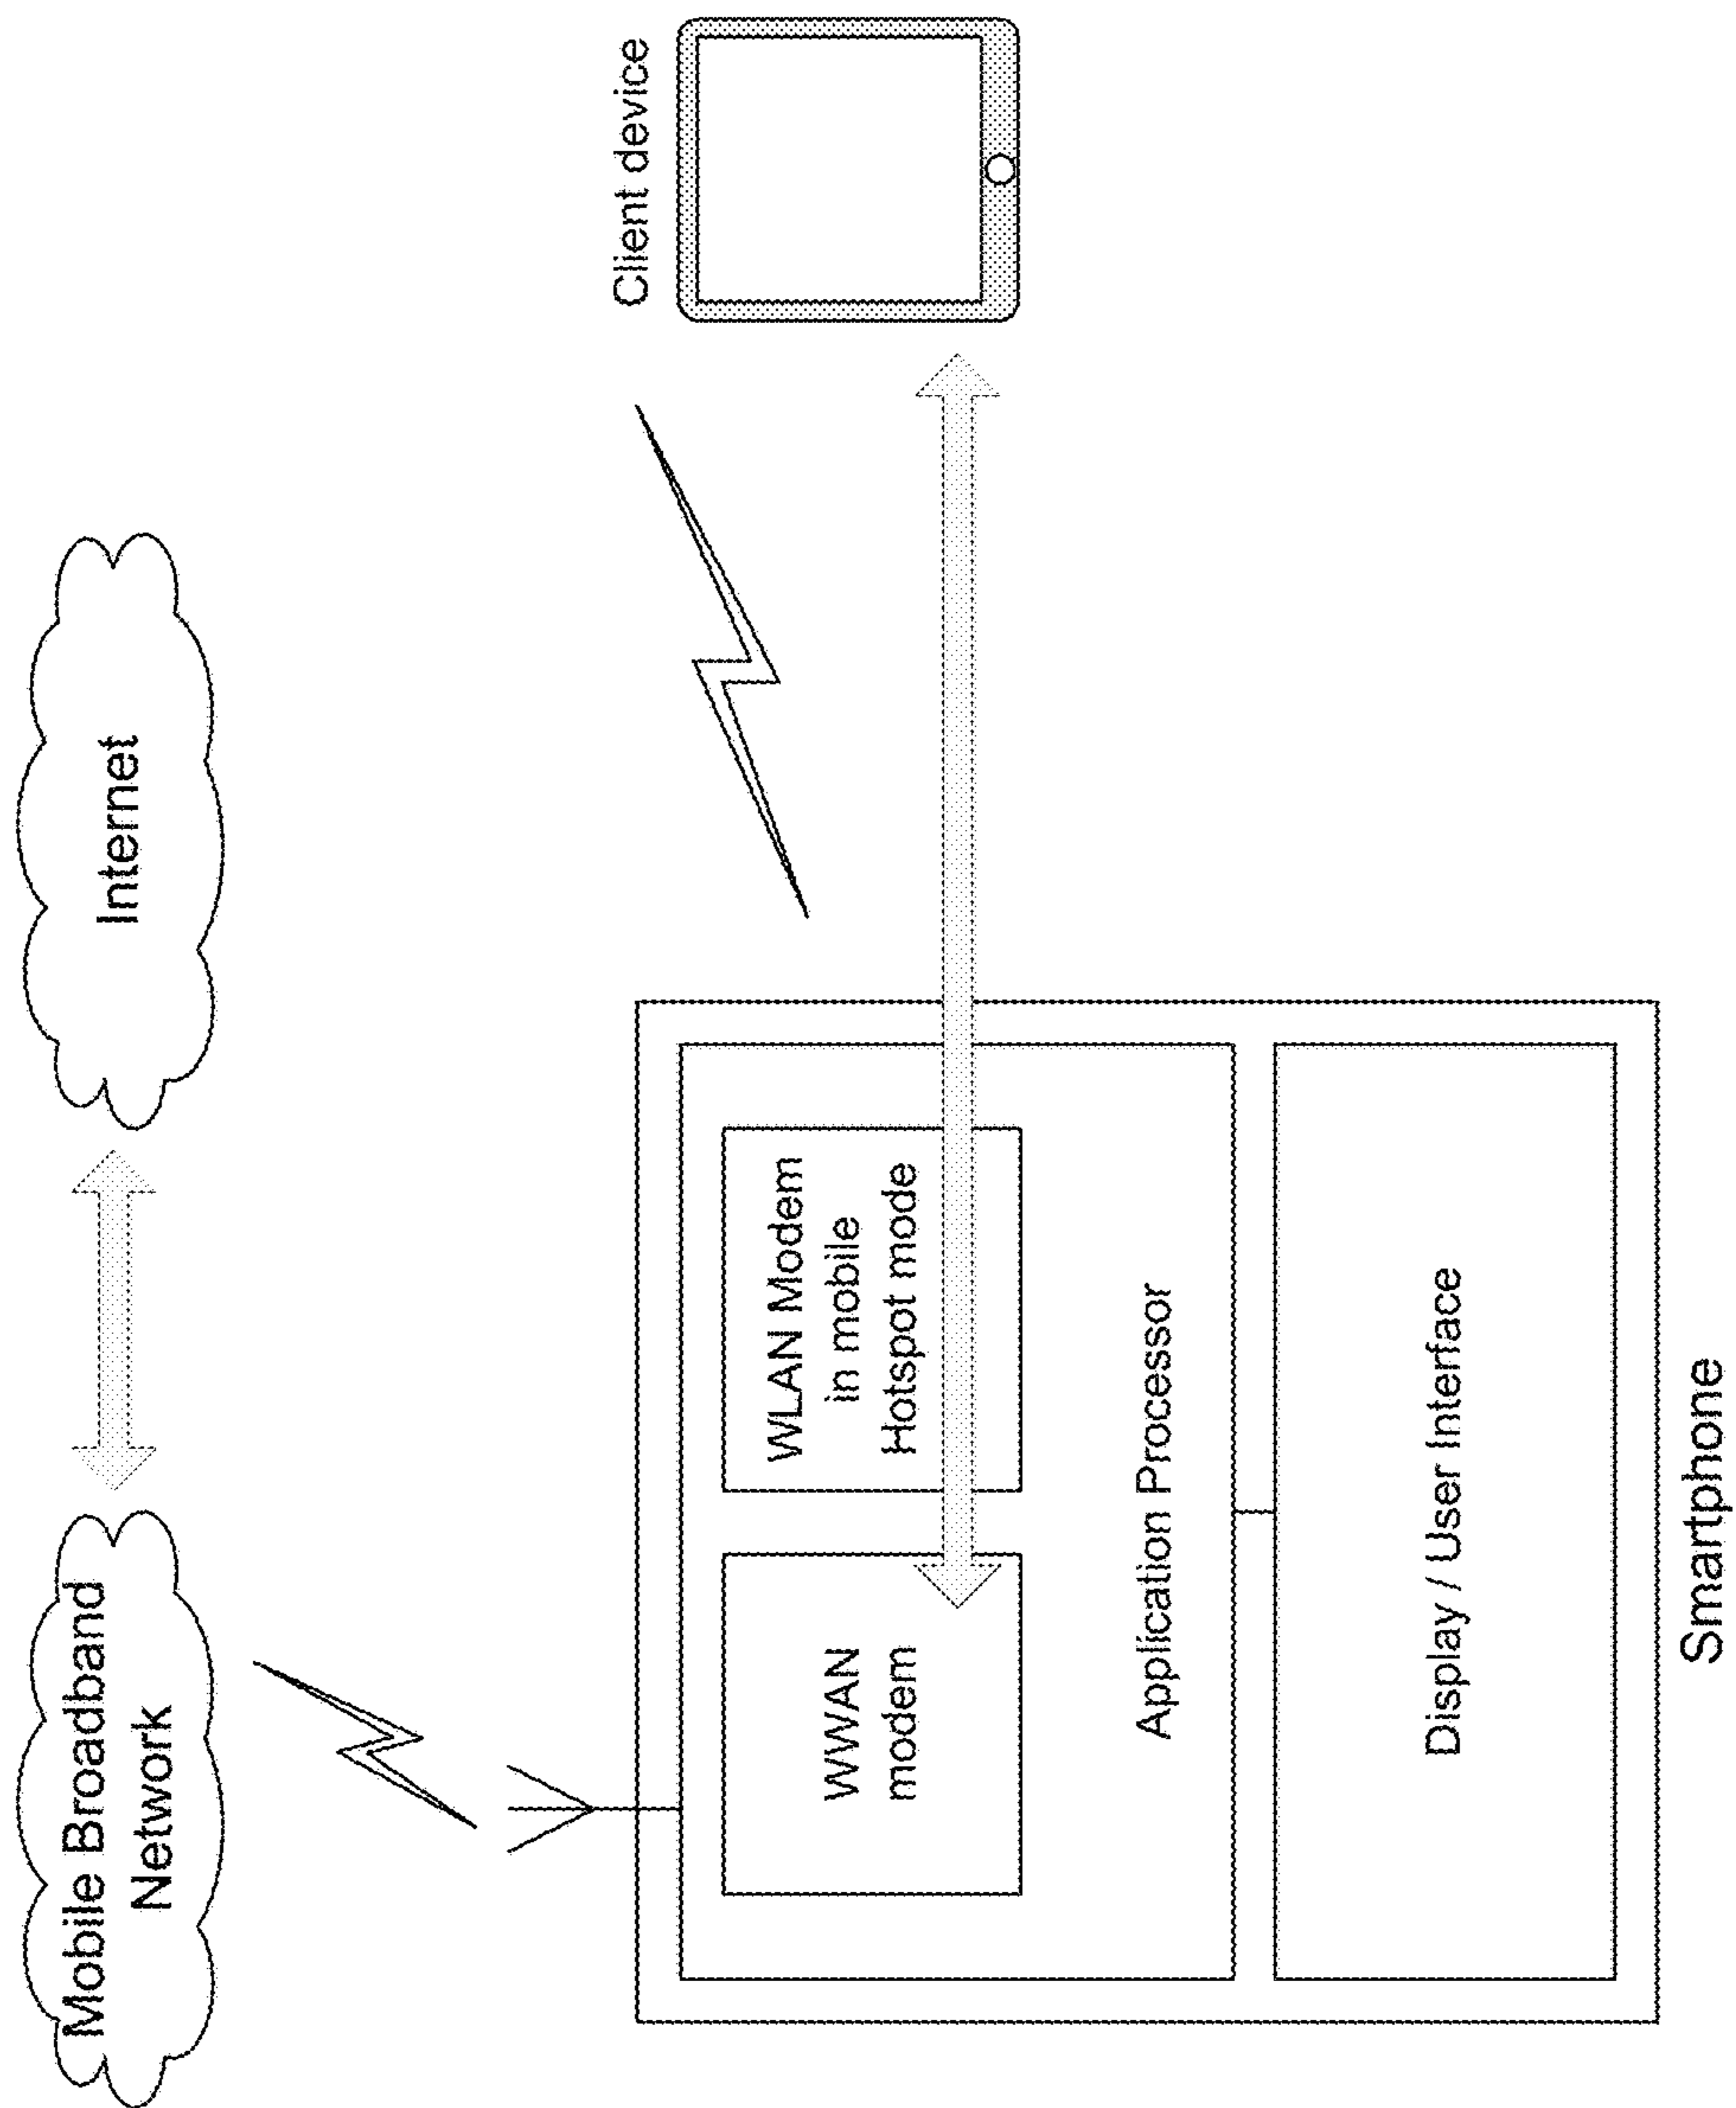 Mobile Broadband
Network
Internet
Client device
WWAN
modem
WLAN Modem
in mobile
Hotspot mode
Application Processor
Display / User Interface
Smartphone